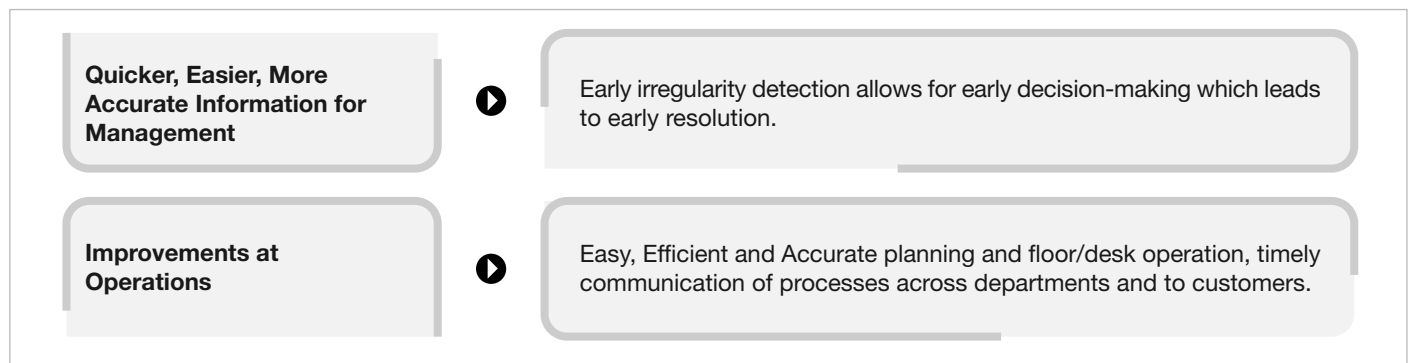 Quicker, Easier, More
Accurate Information for
Management
Early irregularity detection allows for early decision-making which leads
to early resolution.
Improvements at
Operations
Easy, Efficient and Accurate planning and floor/desk operation, timely
communication of processes across departments and to customers.